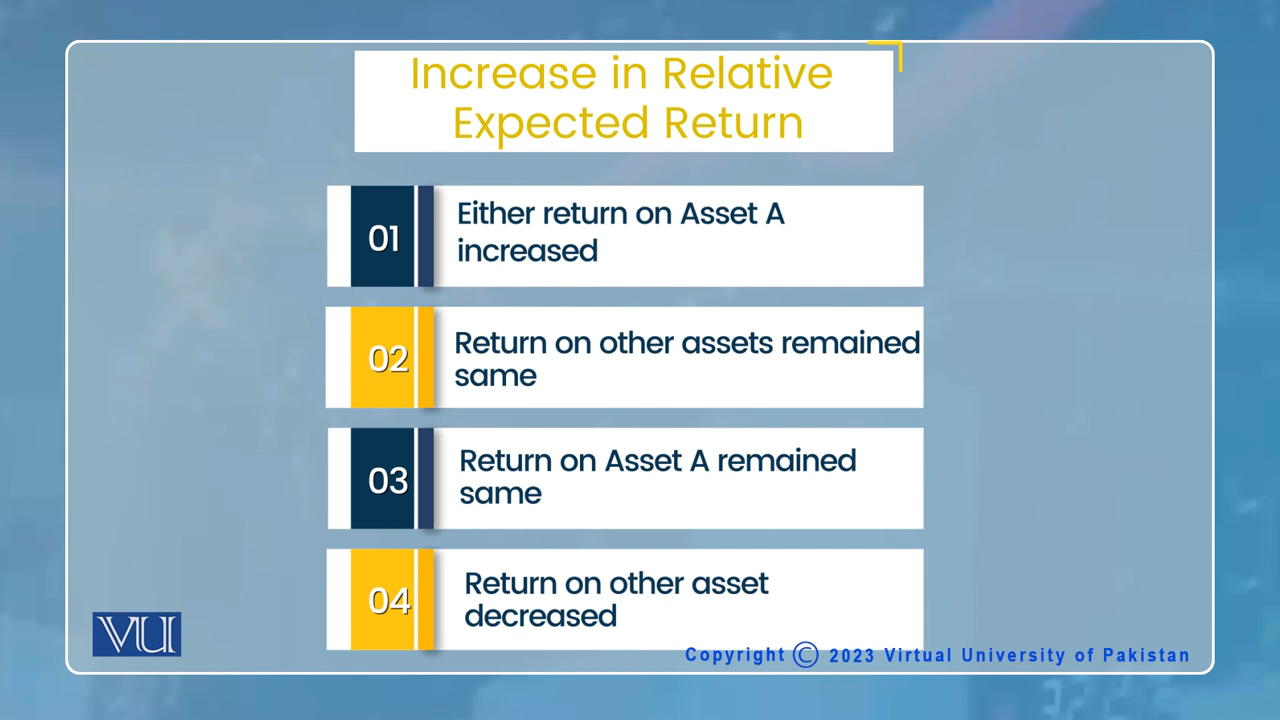 Increase in Relative
Expected Return
01
Either return on Asset A
increased
02
Return on other assets remained
same
03
Return on Asset A remained
same
04
Return on other asset
decreased
VU
Copyright © 2023 Virtual University of Pakistan